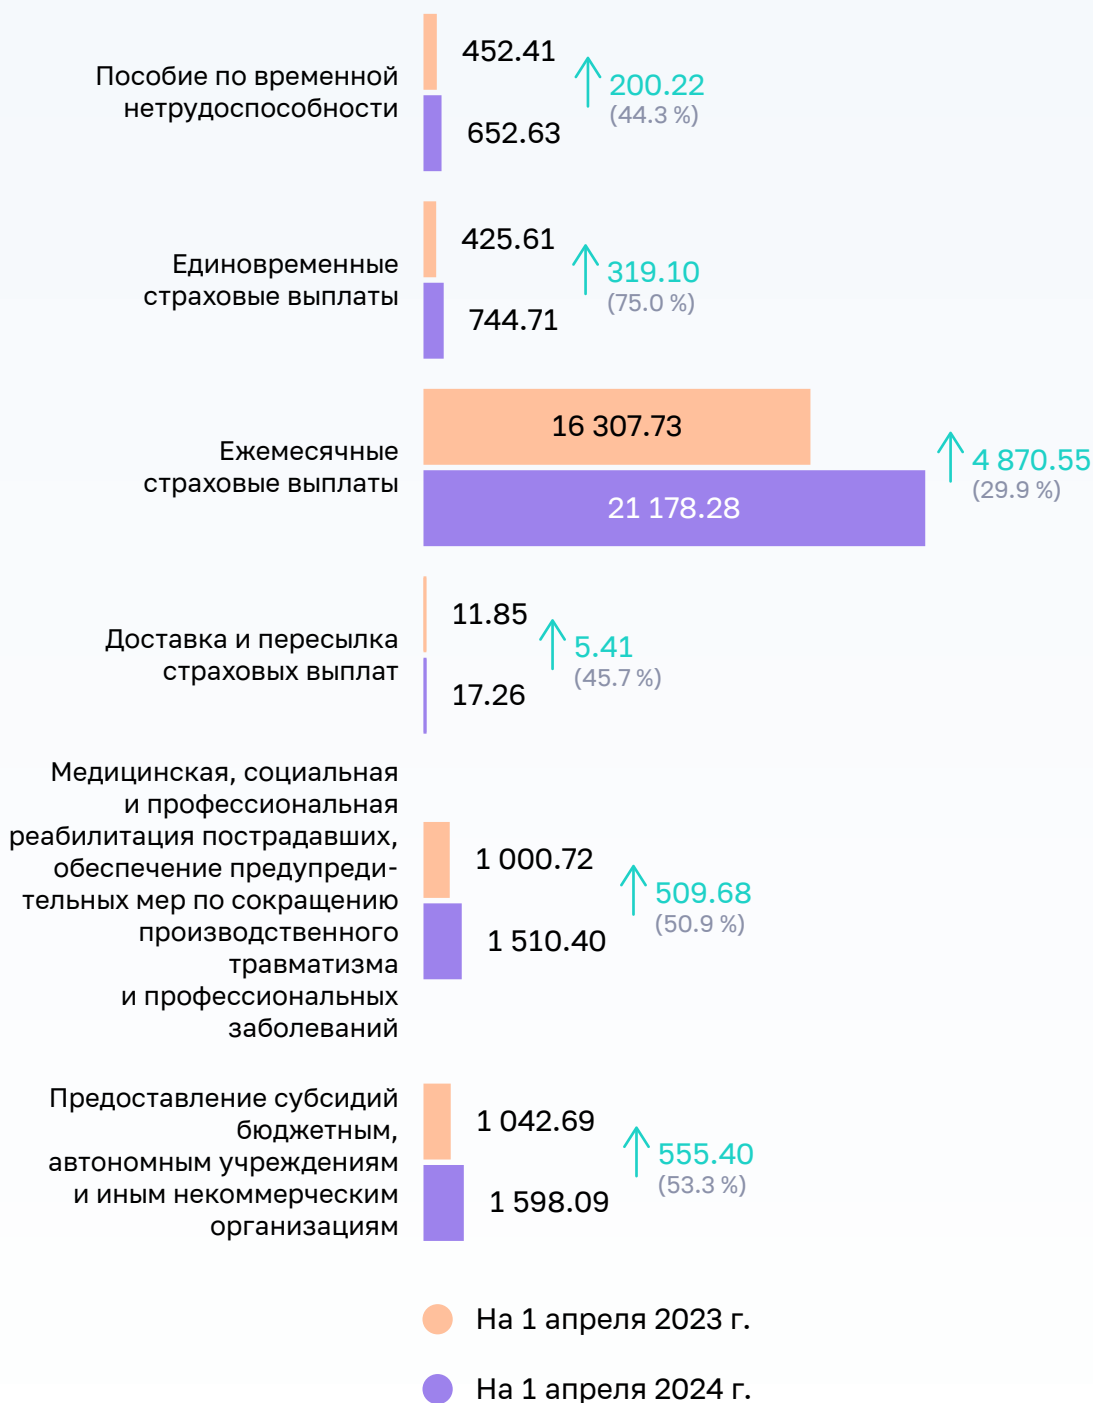 Пособие по временной
нетрудоспособности
452.41
652.63
200.22
(44.3 %)
Единовременные
страховые выплаты
425.61
744.71
319.10
(75.0 %)
Ежемесячные
страховые выплаты
16 307.73
21 178.28
4 870.55
(29.9 %)
Доставка и пересылка
страховых выплат
11.85
17.26
5.41
(45.7 %)
Медицинская, социальная
и профессиональная
реабилитация пострадавших,
обеспечение предупреди-
тельных мер по сокращению
производственного
травматизма
и профессиональных
заболеваний
1 000.72
1 510.40
509.68
(50.9 %)
Предоставление субсидий
бюджетным,
автономным учреждениям
и иным некоммерческим
организациям
1 042.69
1 598.09
555.40
(53.3 %)
На 1 апреля 2023 г.
На 1 апреля 2024 г.